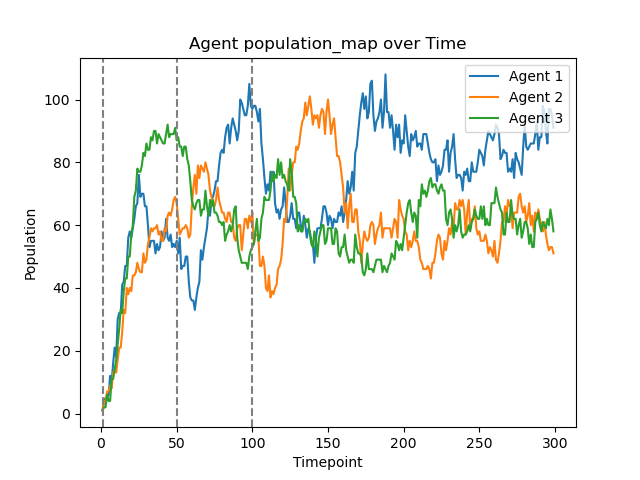 Agent population_map over Time
Agent 1
Agent 2
Agent 3
Population
100
80
60
40
20
0
0 50 100 150 200 250 300
Timepoint